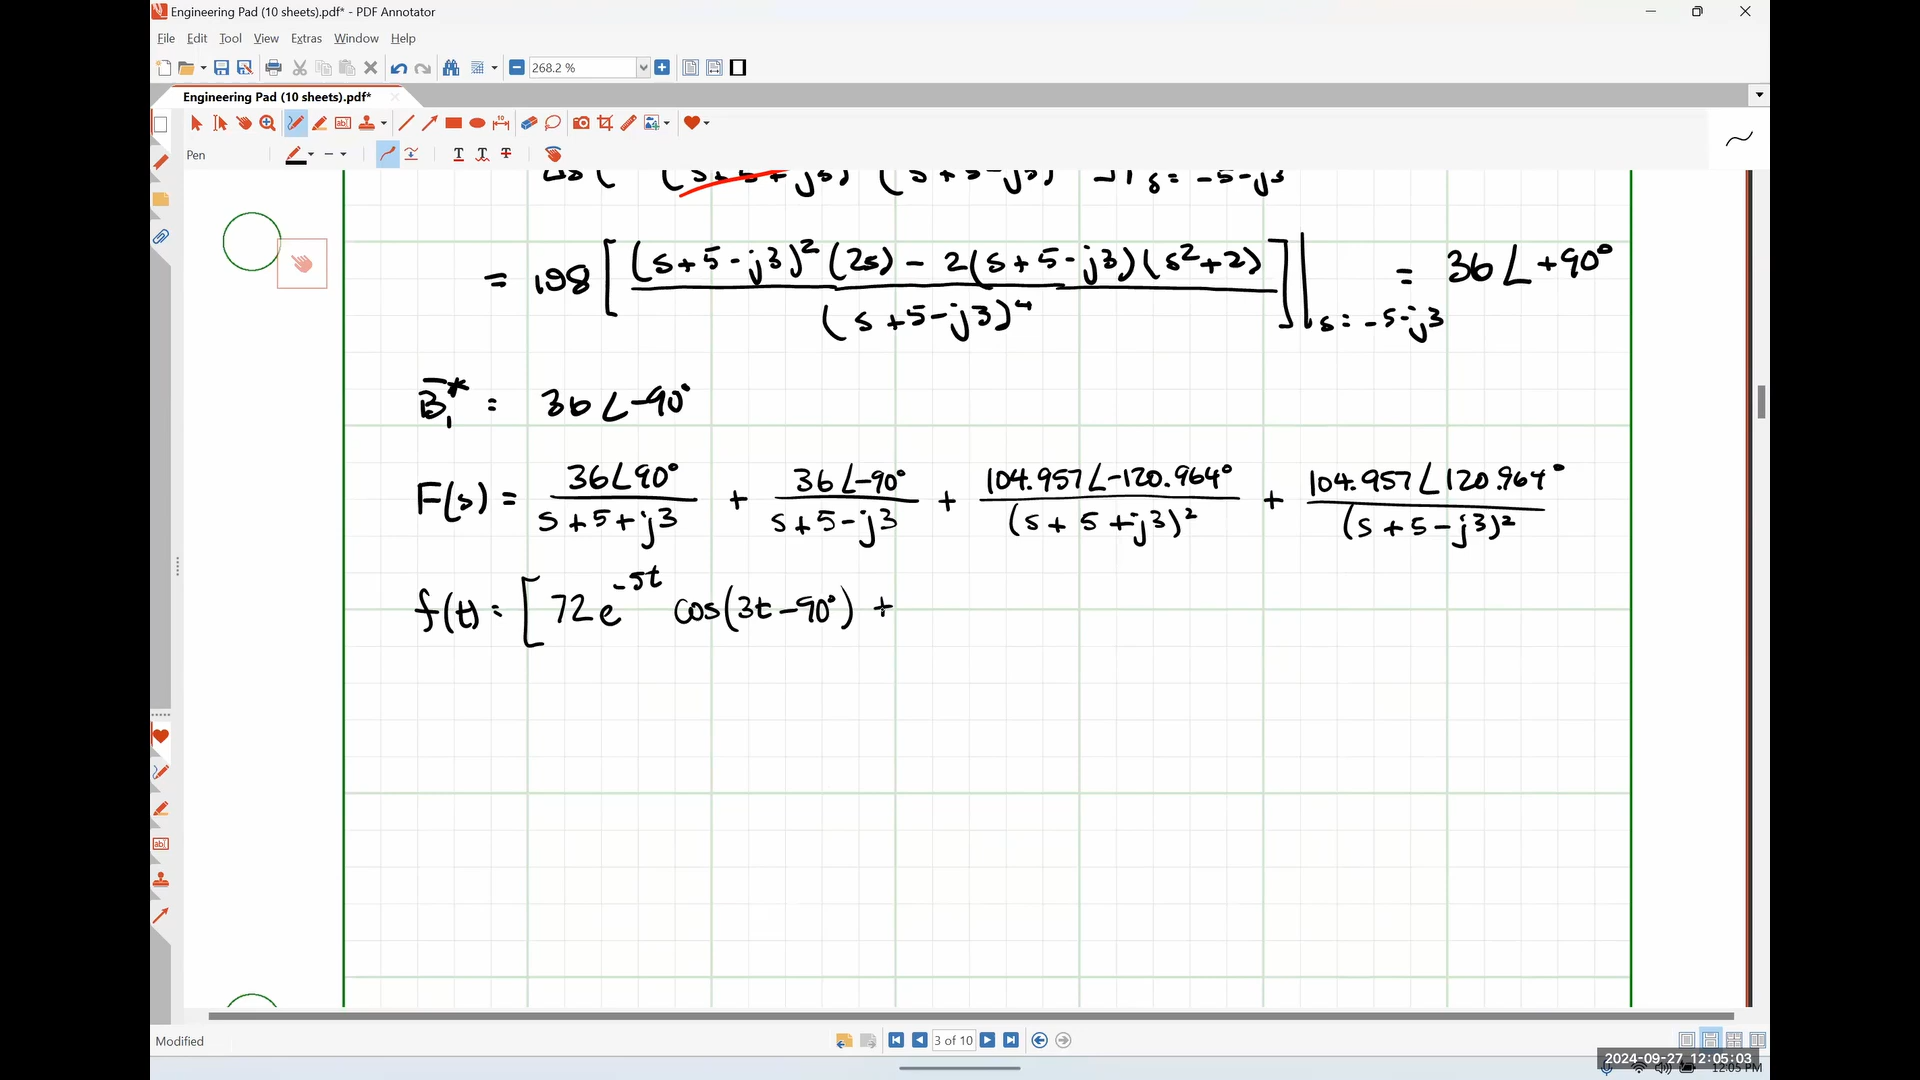 Engineering Pad (10 sheets).pdf* - PDF Annotator
File Edit Tool View Extras Window Help
268.2 %
Engineering Pad (10 sheets).pdf*
Pen
= 108 [ (s+5-j3)² (2s) - 2(s+5-j3)(s²+2) / (s+5-j3)⁴ ] | s=-5-j3 = 36∠+90°
B̅₁* = 36∠-90°
F(s) = 36∠90° / s+5+j3 + 36∠-90° / s+5-j3 + 104.957∠-120.964° / (s+5+j3)² + 104.957∠120.964° / (s+5-j3)²
f(t) = [ 72e^-5t cos(3t-90°) +
Modified
3 of 10
2024-09-27 12:05:03
12:05 PM